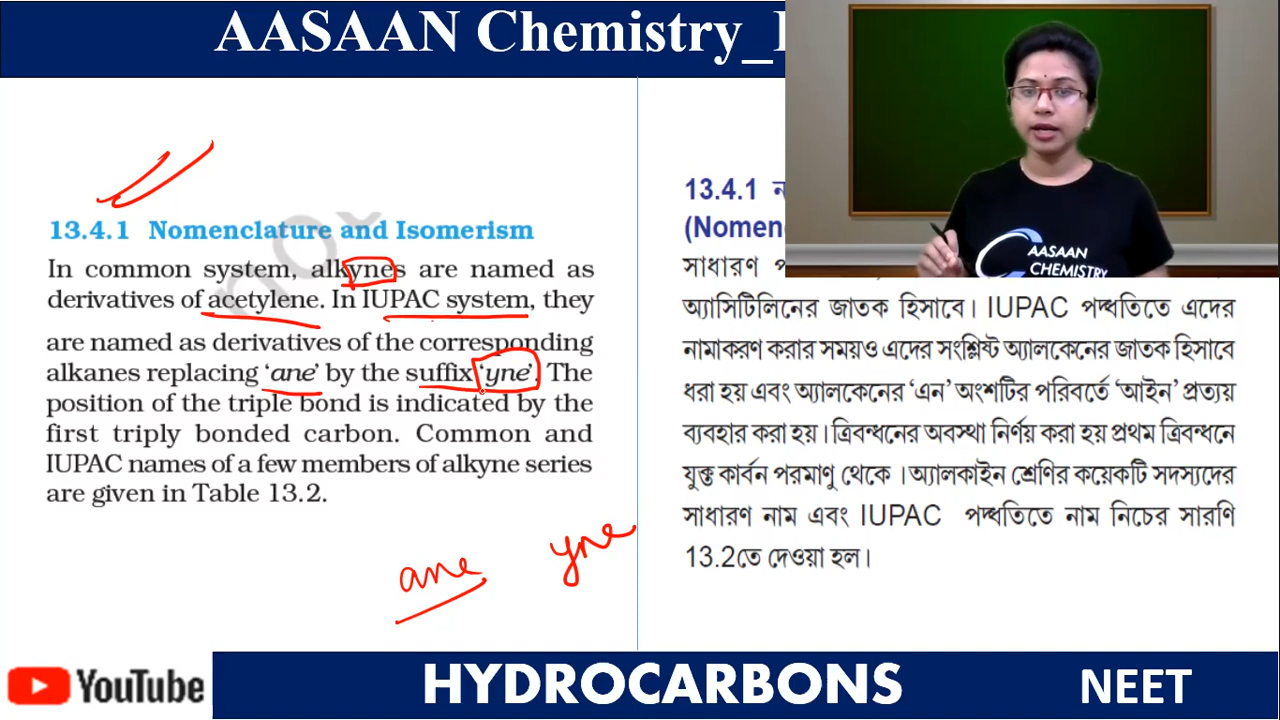 AASAAN Chemistry_
13.4.1 Nomenclature and Isomerism
In common system, alkynes are named as
derivatives of acetylene. In IUPAC system, they
are named as derivatives of the corresponding
alkanes replacing ‘ane’ by the suffix ‘yne’. The
position of the triple bond is indicated by the
first triply bonded carbon. Common and
IUPAC names of a few members of alkyne series
are given in Table 13.2.
ane yne
13.4.1
(Nomen
সাধারণ
অ্যাসিটিলিনের জাতক হিসাবে। IUPAC পদ্ধতিতে এদের
নামাকরণ করার সময়ও এদের সংশ্লিষ্ট অ্যালকেনের জাতক হিসাবে
ধরা হয় এবং অ্যালকেনের ‘এন’ অংশটির পরিবর্তে ‘আইন’ প্রত্যয়
ব্যবহার করা হয়। ত্রিবন্ধনের অবস্থা নির্ণয় করা হয় প্রথম ত্রিবন্ধনে
যুক্ত কার্বন পরমাণু থেকে। অ্যালকাইন শ্রেণির কয়েকটি সদস্যদের
সাধারণ নাম এবং IUPAC পদ্ধতিতে নাম নিচের সারণি
13.2তে দেওয়া হল।
AASAAN
CHEMISTRY
YouTube
HYDROCARBONS
NEET